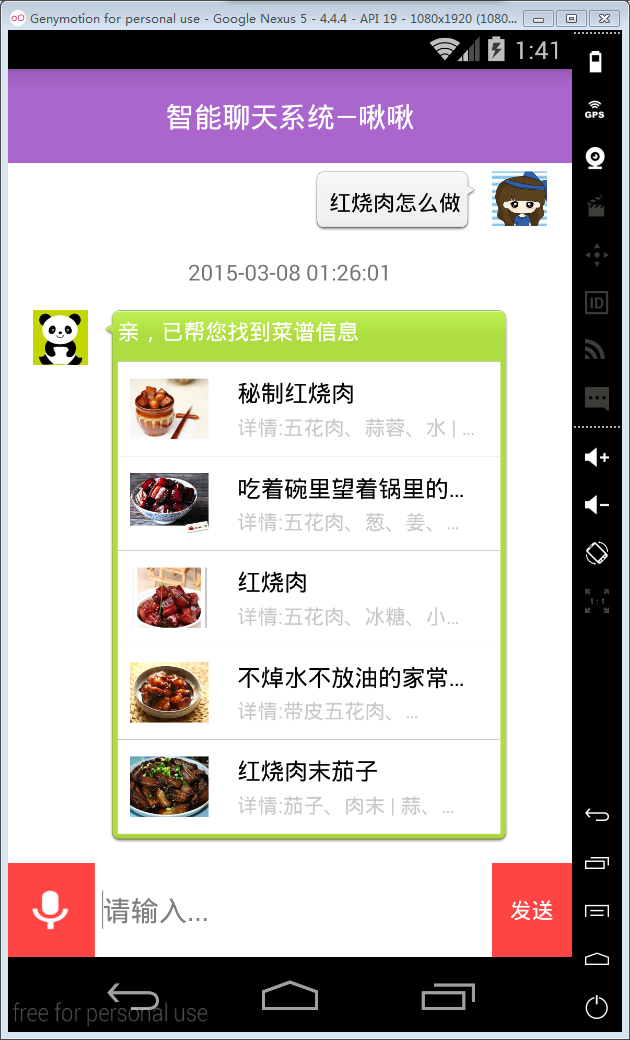 Genymotion for personal use - Google Nexus 5 - 4.4.4 - API 19 - 1080x1920 (1080...
1:41
智能聊天系统—啾啾
GPS
红烧肉怎么做
2015-03-08 01:26:01
ID
亲，已帮您找到菜谱信息
秘制红烧肉
详情:五花肉、蒜蓉、水 | ...
吃着碗里望着锅里的...
详情:五花肉、葱、姜、...
红烧肉
详情:五花肉、冰糖、小...
1:1
不焯水不放油的家常...
详情:带皮五花肉、...
红烧肉末茄子
详情:茄子、肉末 | 蒜、...
请输入...
发送
free for personal use